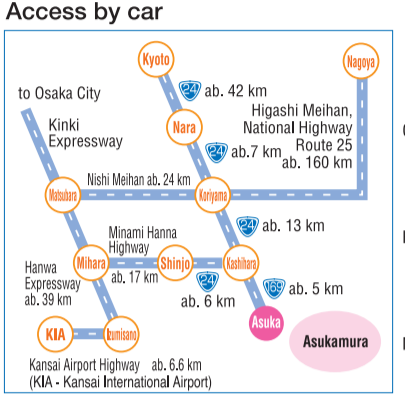 Access by car
Kyoto
Nagoya
24 ab. 42 km
to Osaka City
Kinki
Expressway
Nara
Higashi Meihan,
National Highway
Route 25
ab. 160 km
24 ab.7 km
Nishi Meihan ab. 24 km
Matsubara
Koriyama
24 ab. 13 km
Minami Hanna
Highway
Mihara
ab. 17 km
Shinjo
24
ab. 6 km
Kashihara
Hanwa
Expressway
ab. 39 km
169 ab. 5 km
Asuka
Asukamura
KIA
Izumisano
Kansai Airport Highway ab. 6.6 km
(KIA - Kansai International Airport)